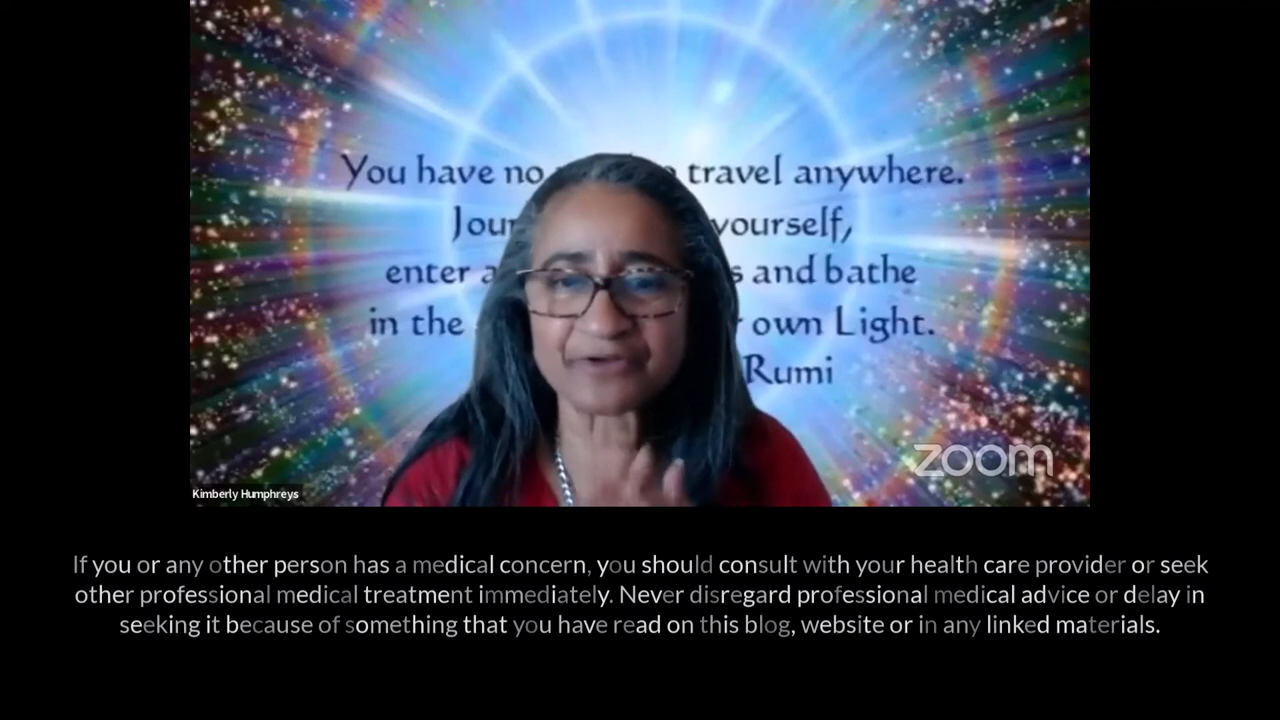 You have no travel anywhere.
Jour yourself,
enter a s and bathe
in the own Light.
Rumi
zoom
Kimberly Humphreys
If you or any other person has a medical concern, you should consult with your health care provider or seek
other professional medical treatment immediately. Never disregard professional medical advice or delay in
seeking it because of something that you have read on this blog, website or in any linked materials.